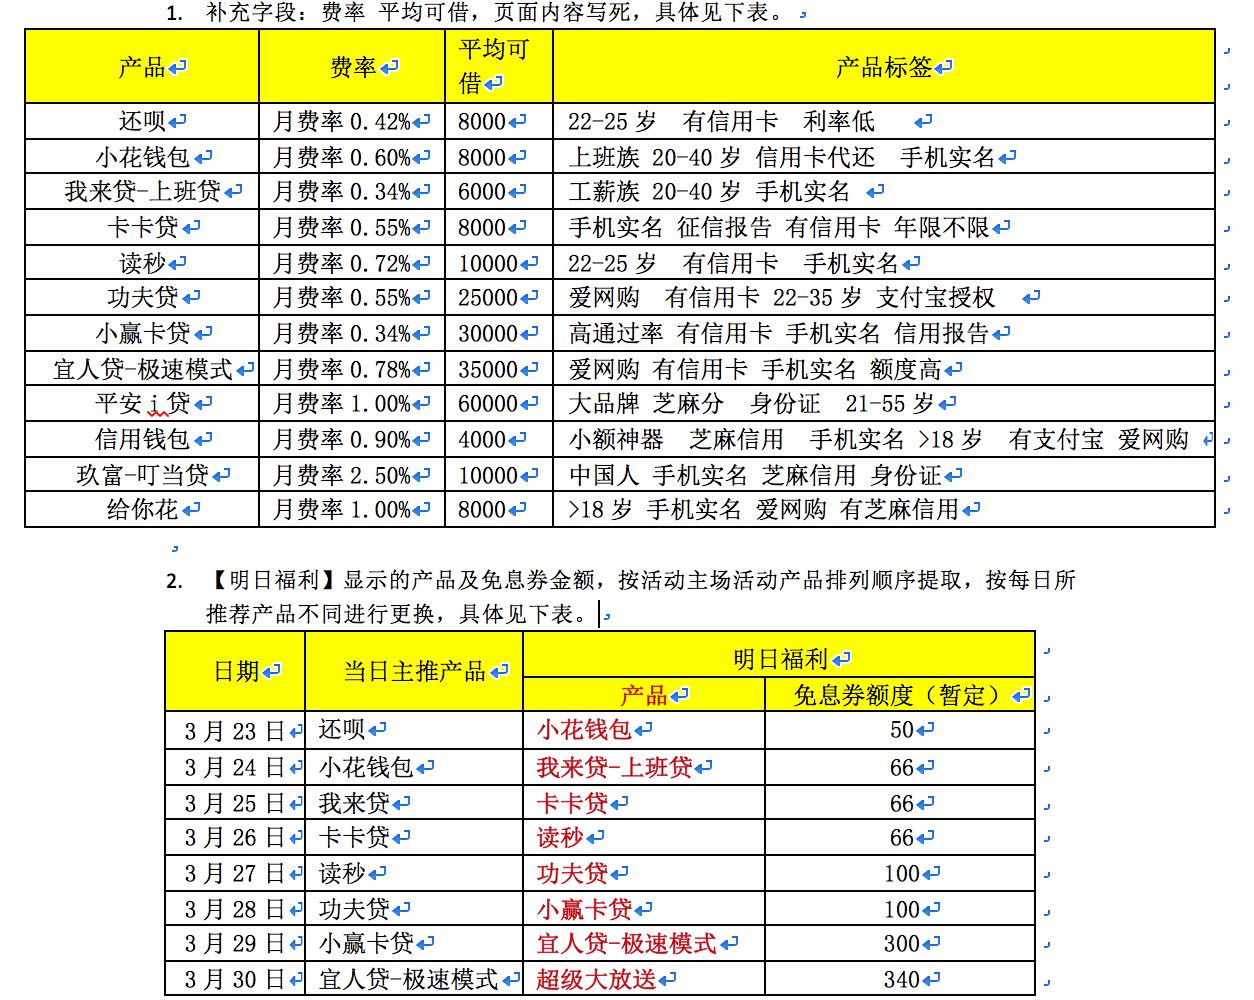 1. 补充字段：费率 平均可借，页面内容写死，具体见下表。
产品 费率 平均可借 产品标签
还呗 月费率 0.42% 8000 22-25 岁 有信用卡 利率低
小花钱包 月费率 0.60% 8000 上班族 20-40 岁 信用卡代还 手机实名
我来贷-上班贷 月费率 0.34% 6000 工薪族 20-40 岁 手机实名
卡卡贷 月费率 0.55% 8000 手机实名 征信报告 有信用卡 年限不限
读秒 月费率 0.72% 10000 22-25 岁 有信用卡 手机实名
功夫贷 月费率 0.55% 25000 爱网购 有信用卡 22-35 岁 支付宝授权
小赢卡贷 月费率 0.34% 30000 高通过率 有信用卡 手机实名 信用报告
宜人贷-极速模式 月费率 0.78% 35000 爱网购 有信用卡 手机实名 额度高
平安 i 贷 月费率 1.00% 60000 大品牌 芝麻分 身份证 21-55 岁
信用钱包 月费率 0.90% 4000 小额神器 芝麻信用 手机实名 >18 岁 有支付宝 爱网购
玖富-叮当贷 月费率 2.50% 10000 中国人 手机实名 芝麻信用 身份证
给你花 月费率 1.00% 8000 >18 岁 手机实名 爱网购 有芝麻信用
2. 【明日福利】显示的产品及免息券金额，按活动主场活动产品排列顺序提取，按每日所
推荐产品不同进行更换，具体见下表。
日期 当日主推产品 明日福利
产品 免息券额度（暂定）
3 月 23 日 还呗 小花钱包 50
3 月 24 日 小花钱包 我来贷-上班贷 66
3 月 25 日 我来贷 卡卡贷 66
3 月 26 日 卡卡贷 读秒 66
3 月 27 日 读秒 功夫贷 100
3 月 28 日 功夫贷 小赢卡贷 100
3 月 29 日 小赢卡贷 宜人贷-极速模式 300
3 月 30 日 宜人贷-极速模式 超级大放送 340